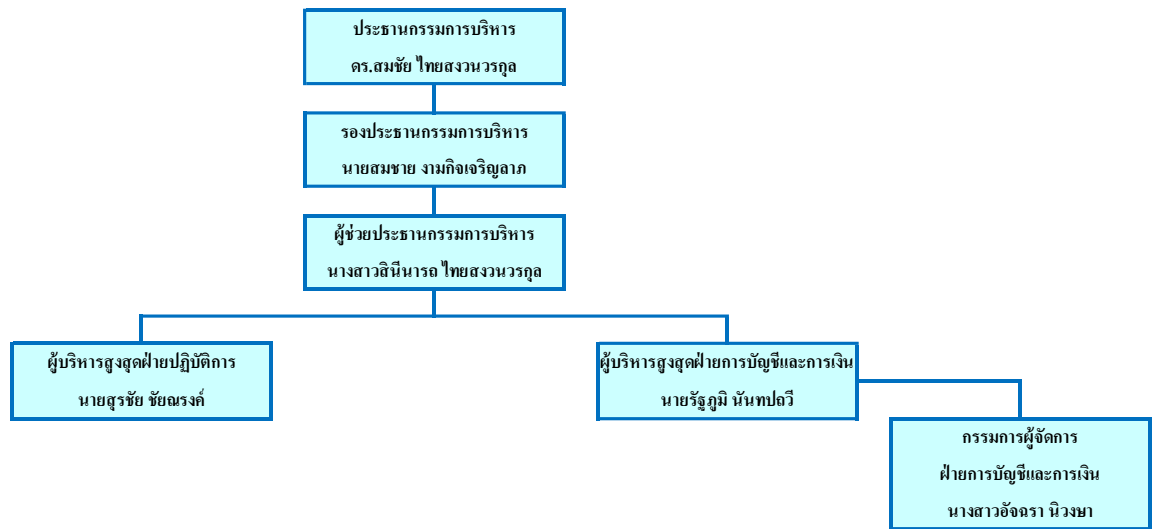 ประธานกรรมการบริหาร
ดร.สมชัย ไทยสงวนวรกุล
รองประธานกรรมการบริหาร
นายสมชาย งามกิจเจริญลาภ
ผู้ช่วยประธานกรรมการบริหาร
นางสาวสินีนารถ ไทยสงวนวรกุล
ผู้บริหารสูงสุดฝ่ายปฏิบัติการ
นายสุรชัย ชัยณรงค์
ผู้บริหารสูงสุดฝ่ายการบัญชีและการเงิน
นายรัฐภูมิ นันทปถวี
กรรมการผู้จัดการ
ฝ่ายการบัญชีและการเงิน
นางสาวอัจฉรา นิวงษา